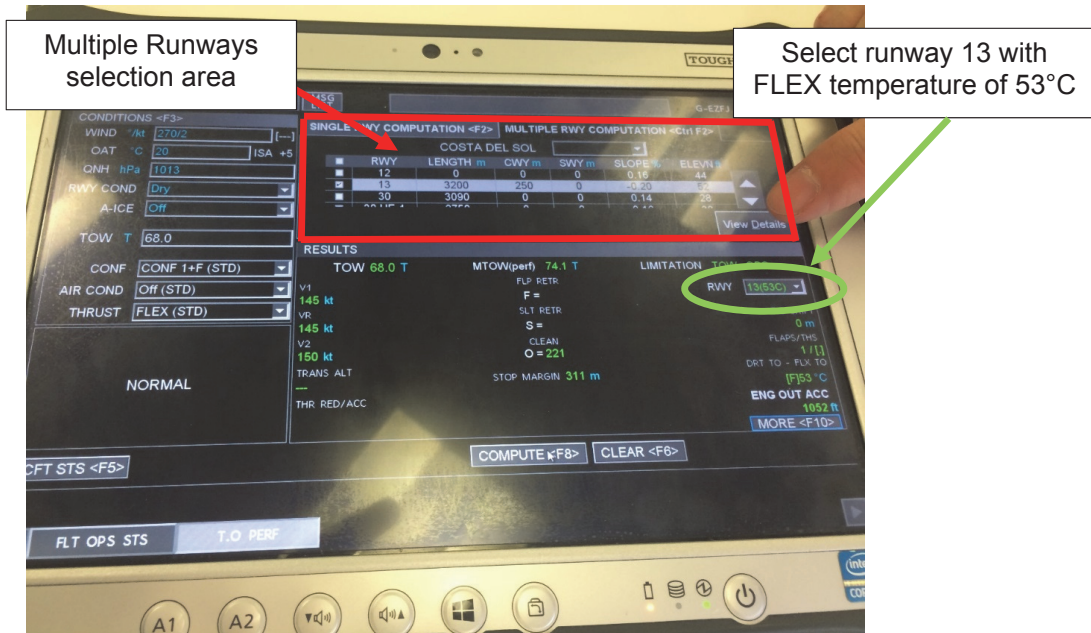 Multiple Runways
selection area
Select runway 13 with
FLEX temperature of 53°C
TOUGH
MSG
LIST
G-EZFJ
CONDITIONS <F3>
WIND °/kt 270/2 [---]
OAT °C 20 ISA +5
QNH hPa 1013
RWY COND Dry
A-ICE Off
TOW T 68.0
CONF CONF 1+F (STD)
AIR COND Off (STD)
THRUST FLEX (STD)
NORMAL
SINGLE RWY COMPUTATION <F2> MULTIPLE RWY COMPUTATION <Ctrl F2>
COSTA DEL SOL
RWY LENGTH m CWY m SWY m SLOPE % ELEVN ft
12 0 0 0 0.16 44
13 3200 250 0 -0.20 52
30 3090 0 0 0.14 28
View Details
RESULTS
TOW 68.0 T MTOW(perf) 74.1 T LIMITATION
RWY 13(53C)
V1
145 kt
VR
145 kt
V2
150 kt
TRANS ALT
---
THR RED/ACC
FLP RETR
F =
SLT RETR
S =
CLEAN
O = 221
STOP MARGIN 311 m
0 m
FLAPS/THS
1 / [.]
DRT TO - FLX TO
[F]53 °C
ENG OUT ACC
1052 ft
MORE <F10>
COMPUTE <F8> CLEAR <F6>
CFT STS <F5>
FLT OPS STS T.O PERF
A1 A2